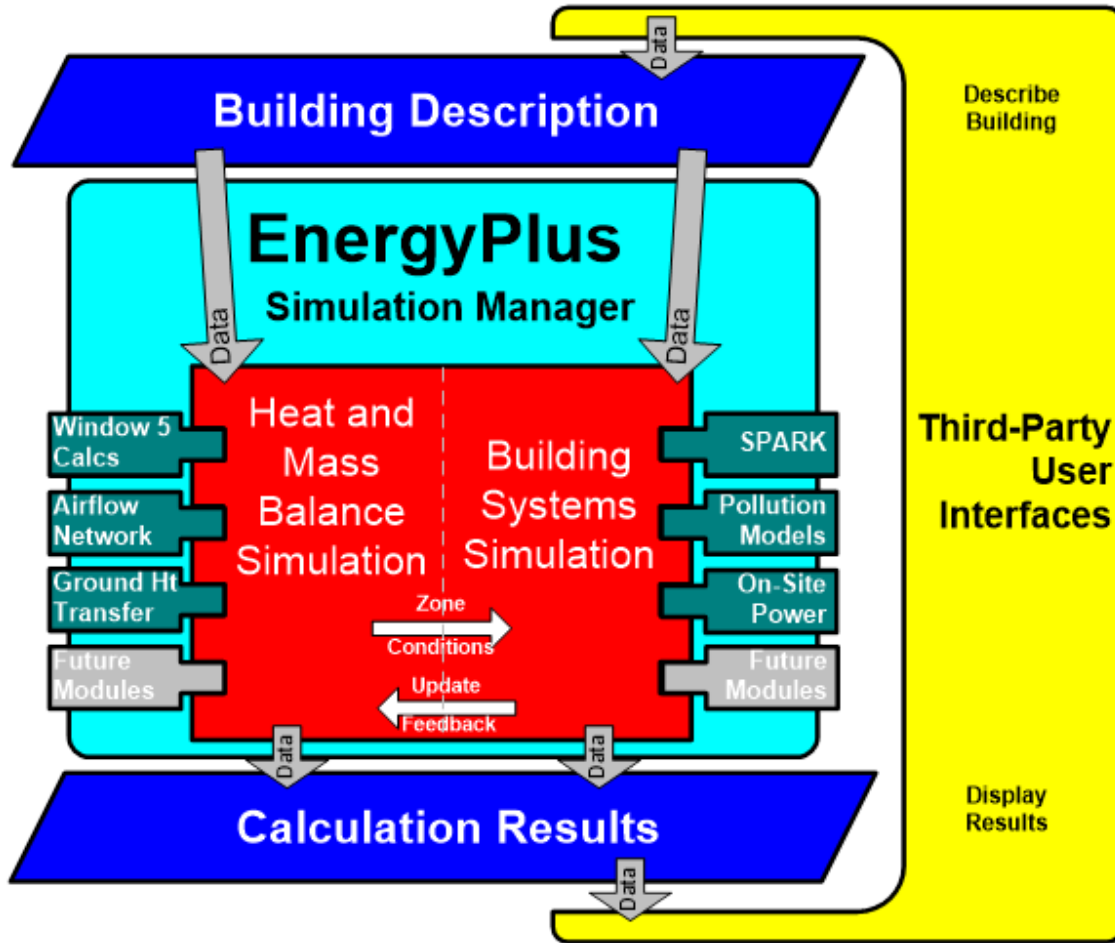 Data
Describe
Building
Building Description
EnergyPlus
Simulation Manager
Data
Data
Window 5
Calcs
Airflow
Network
Ground Ht
Transfer
Future
Modules
Heat and
Mass
Balance
Simulation
Building
Systems
Simulation
Zone
Conditions
Update
Feedback
SPARK
Pollution
Models
On-Site
Power
Future
Modules
Third-Party
User
Interfaces
Data
Data
Calculation Results
Display
Results
Data